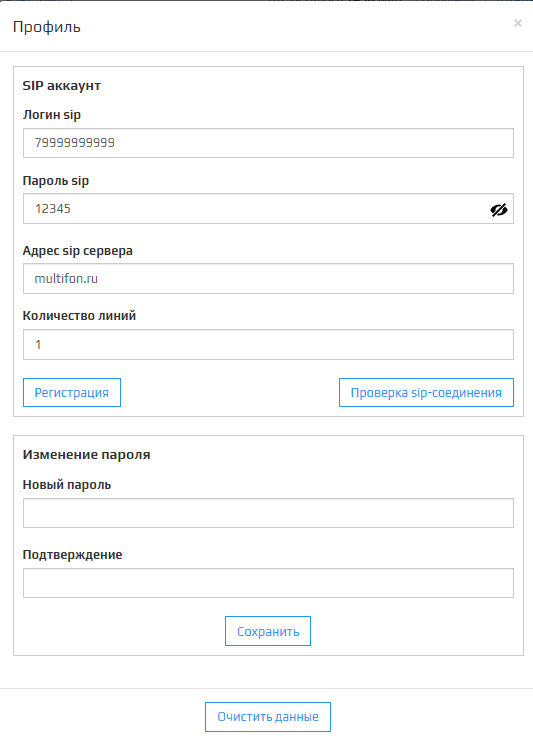 Профиль
×
SIP аккаунт
Логин sip
79999999999
Пароль sip
12345
Адрес sip сервера
multifon.ru
Количество линий
1
Регистрация
Проверка sip-соединения
Изменение пароля
Новый пароль
Подтверждение
Сохранить
Очистить данные